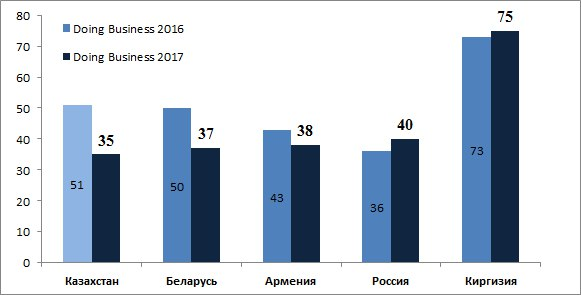 80
70
60
50
40
30
20
10
0
Doing Business 2016
Doing Business 2017
51
35
50
37
43
38
36
40
73
75
Казахстан
Беларусь
Армения
Россия
Киргизия